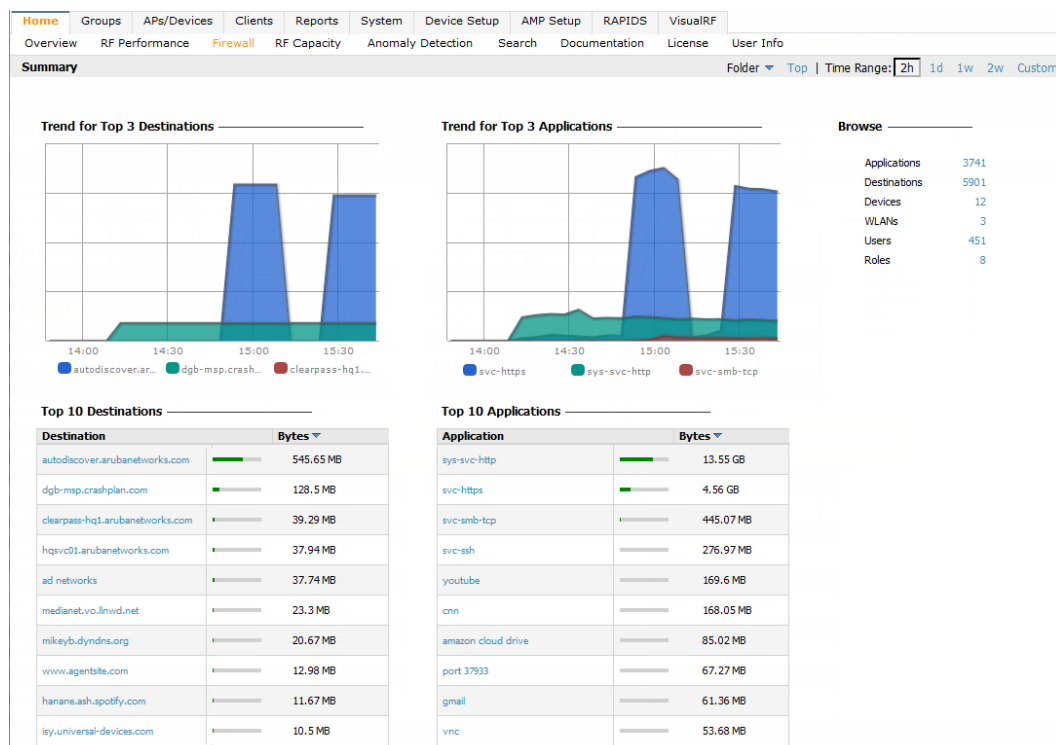 Home Groups APs/Devices Clients Reports System Device Setup AMP Setup RAPIDS VisualRF
Overview RF Performance Firewall RF Capacity Anomaly Detection Search Documentation License User Info
Summary Folder Top | Time Range: 2h 1d 1w 2w Custom
Trend for Top 3 Destinations
14:00 14:30 15:00 15:30
autodiscover.ar... dgb-msp.crash... clearpass-hq1....
Trend for Top 3 Applications
14:00 14:30 15:00 15:30
svc-https sys-svc-http svc-smb-tcp
Browse
Applications 3741
Destinations 5901
Devices 12
WLANs 3
Users 451
Roles 8
Top 10 Destinations
Destination Bytes
autodiscover.arubanetworks.com 545.65 MB
dgb-msp.crashplan.com 128.5 MB
clearpass-hq1.arubanetworks.com 39.29 MB
hqsvc01.arubanetworks.com 37.94 MB
ad networks 37.74 MB
medianet.vo.llnwd.net 23.3 MB
mikeyb.dyndns.org 20.67 MB
www.agentsite.com 12.98 MB
hanane.ash.spotify.com 11.67 MB
isy.universal-devices.com 10.5 MB
Top 10 Applications
Application Bytes
sys-svc-http 13.55 GB
svc-https 4.56 GB
svc-smb-tcp 445.07 MB
svc-ssh 276.97 MB
youtube 169.6 MB
cnn 168.05 MB
amazon cloud drive 85.02 MB
port 37933 67.27 MB
gmail 61.36 MB
vnc 53.68 MB